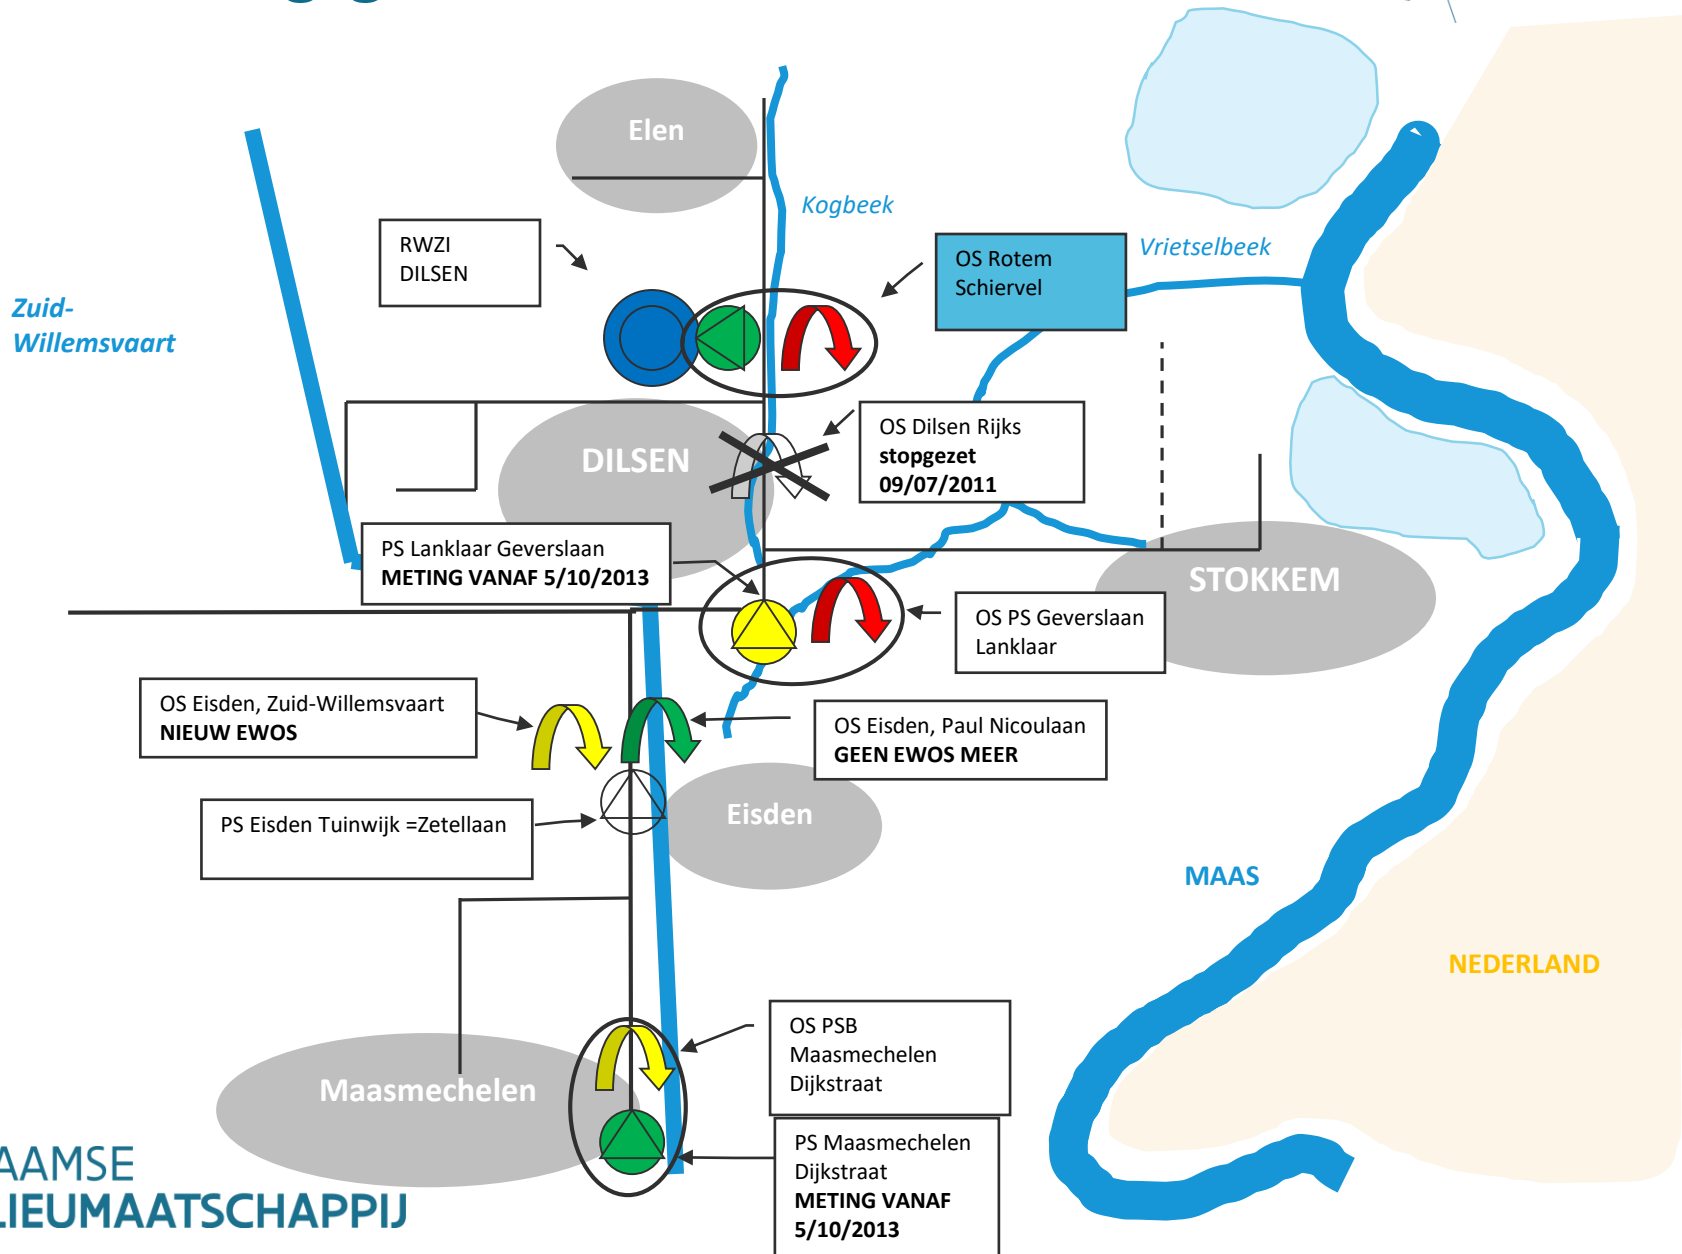 Elen
Kogbeek
RWZI
DILSEN
OS Rotem
Schiervel
Vrietselbeek
Zuid-
Willemsvaart
OS Dilsen Rijks
stopgezet
09/07/2011
DILSEN
PS Lanklaar Geverslaan
METING VANAF 5/10/2013
STOKKEM
OS PS Geverslaan
Lanklaar
OS Eisden, Zuid-Willemsvaart
NIEUW EWOS
OS Eisden, Paul Nicoulaan
GEEN EWOS MEER
PS Eisden Tuinwijk =Zetellaan
Eisden
MAAS
NEDERLAND
OS PSB
Maasmechelen
Dijkstraat
Maasmechelen
PS Maasmechelen
Dijkstraat
METING VANAF
5/10/2013
AAMSE
LIEUMAATSCHAPPIJ